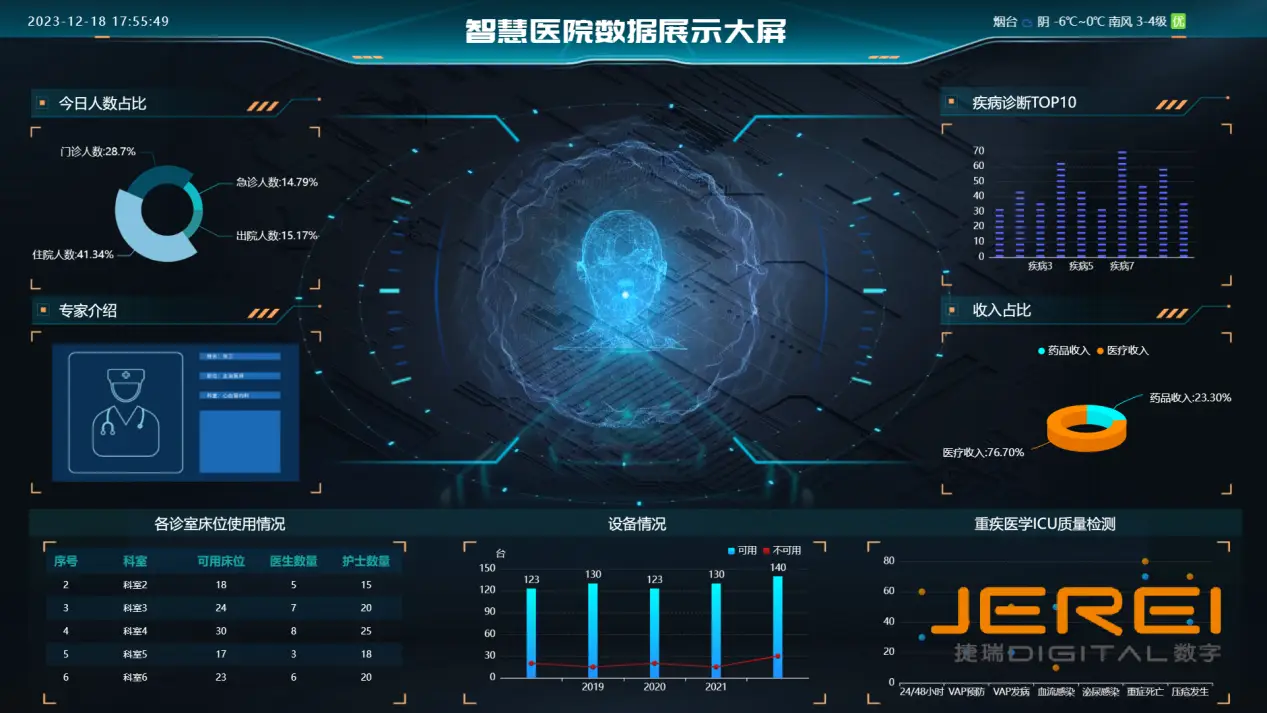 2023-12-18 17:55:49
智慧医院数据展示大屏
烟台 阴 -6℃~0℃ 南风 3-4级 优
今日人数占比
门诊人数:28.7%
急诊人数:14.79%
出院人数:15.17%
住院人数:41.34%
专家介绍
疾病诊断TOP10
70
60
50
40
30
20
10
0
疾病3 疾病5 疾病7
收入占比
药品收入 医疗收入
药品收入:23.30%
医疗收入:76.70%
各诊室床位使用情况
序号 科室 可用床位 医生数量 护士数量
2 科室2 18 5 15
3 科室3 24 7 20
4 科室4 30 8 25
5 科室5 17 3 18
6 科室6 23 6 20
设备情况
台
可用 不可用
150
120
90
60
30
0
123 130 123 130 140
2019 2020 2021
重疾医学ICU质量检测
80
60
40
20
0
24/48小时 VAP预防 VAP发病 血流感染 泌尿感染 重症死亡 压疮发生
JEREI
捷瑞DIGITAL数字